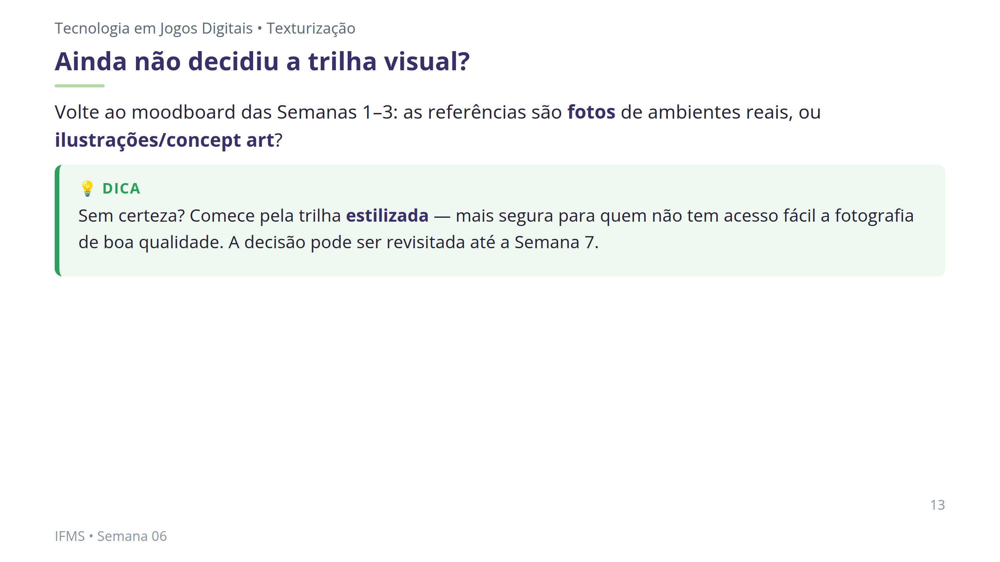 Tecnologia em Jogos Digitais • Texturização
Ainda não decidiu a trilha visual?
Volte ao moodboard das Semanas 1–3: as referências são fotos de ambientes reais, ou
ilustrações/concept art?
💡 DICA
Sem certeza? Comece pela trilha estilizada — mais segura para quem não tem acesso fácil a fotografia
de boa qualidade. A decisão pode ser revisitada até a Semana 7.
13
IFMS • Semana 06